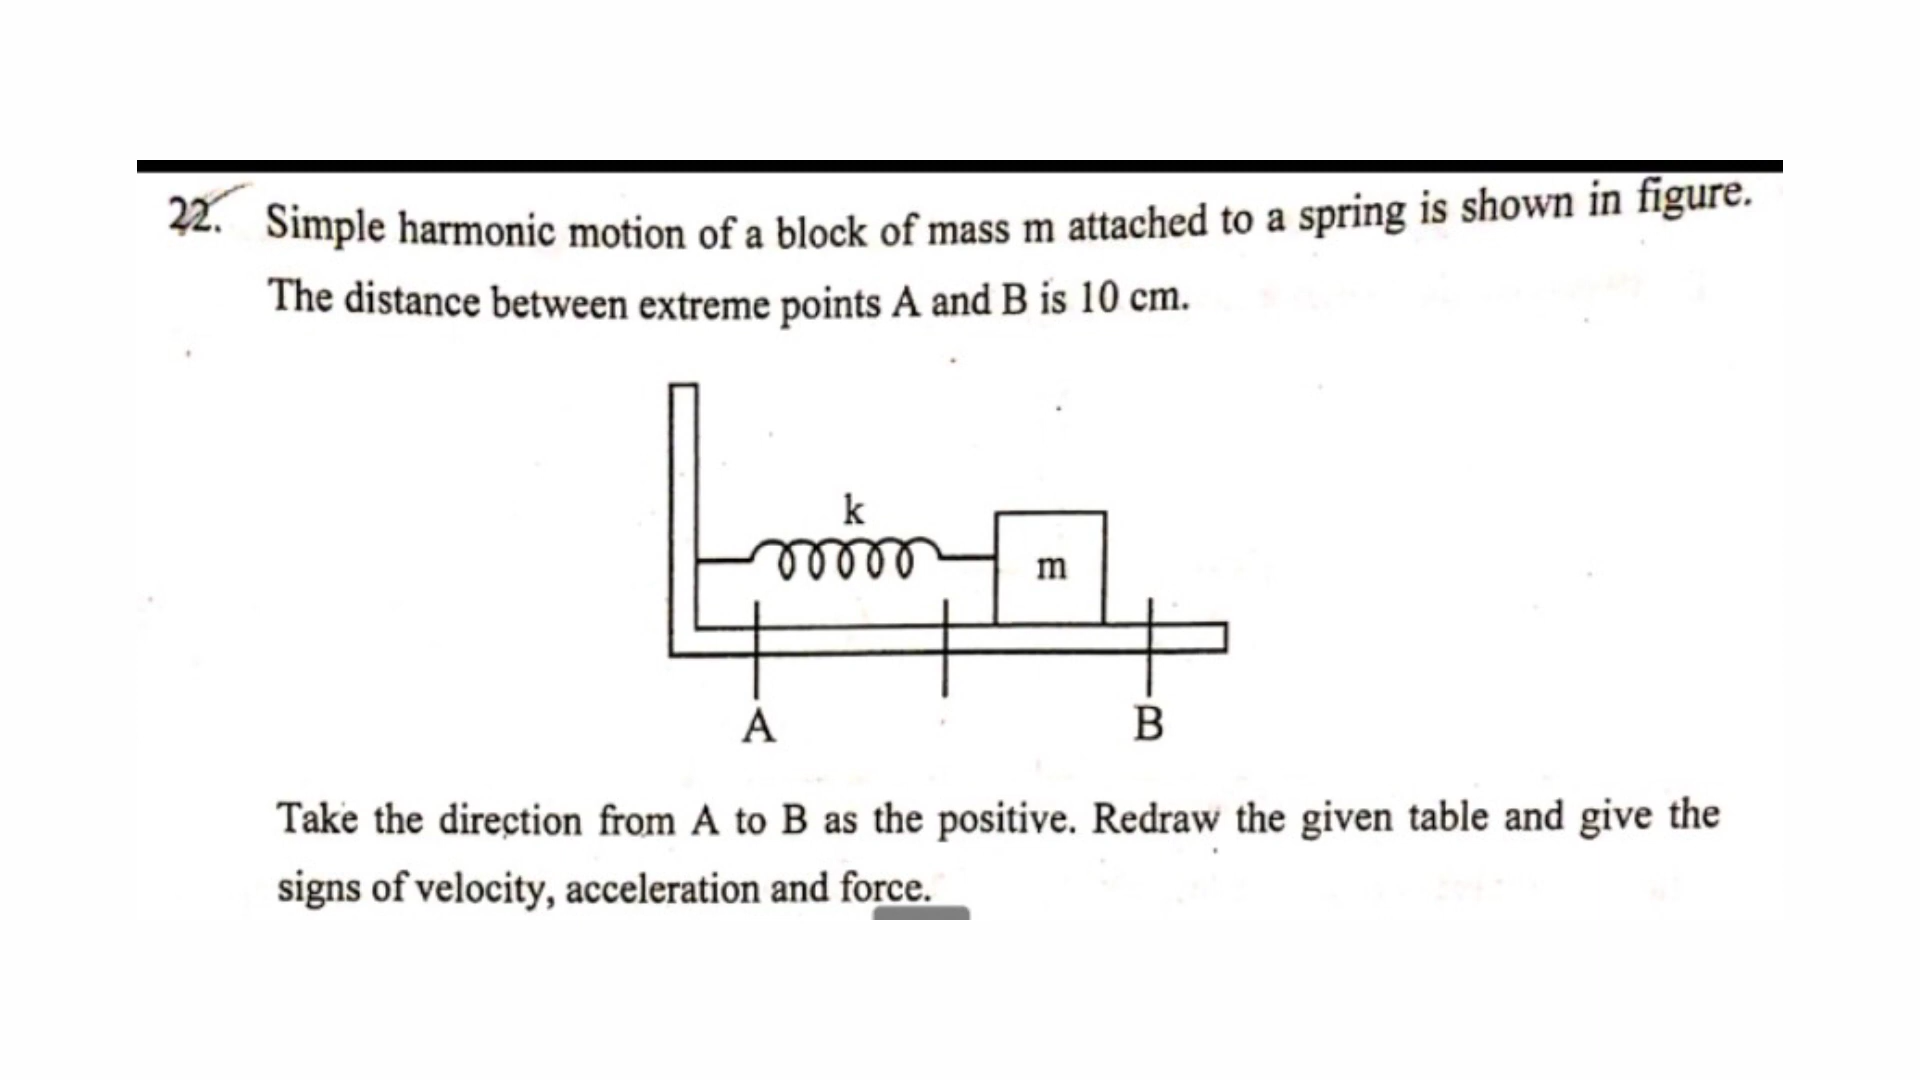 22. Simple harmonic motion of a block of mass m attached to a spring is shown in figure.
The distance between extreme points A and B is 10 cm.
k
m
A
B
Take the direction from A to B as the positive. Redraw the given table and give the
signs of velocity, acceleration and force.